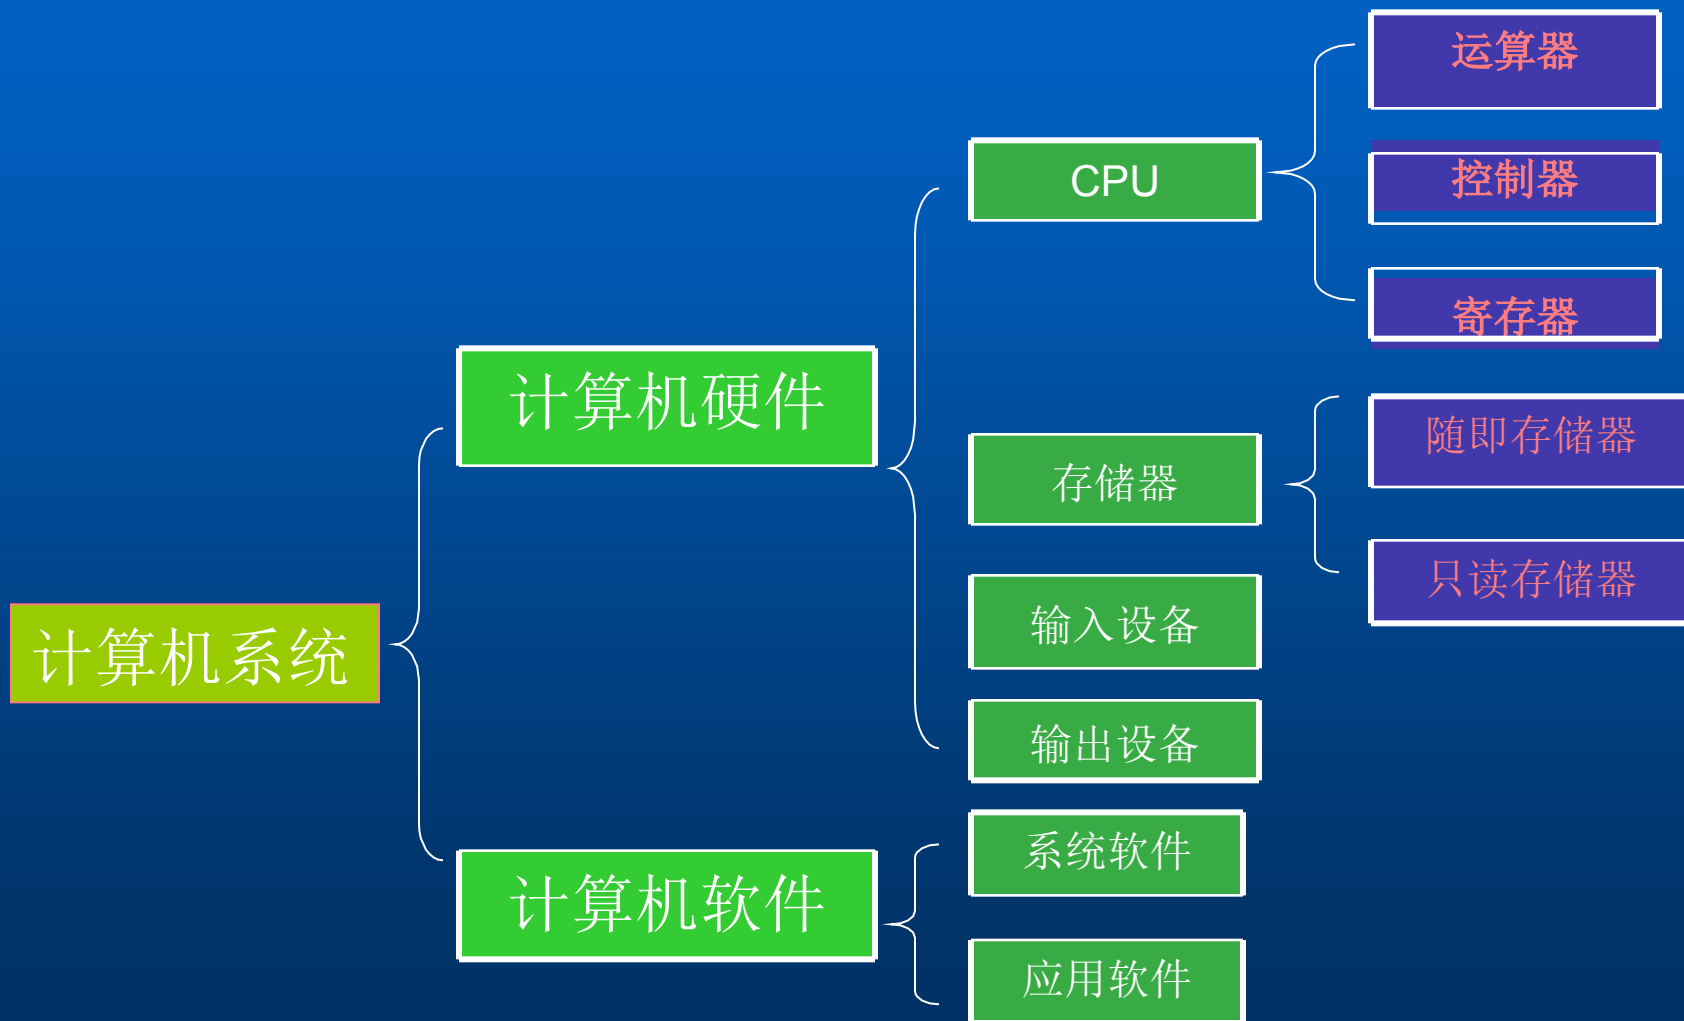 运算器
CPU
控制器
寄存器
计算机硬件
随即存储器
存储器
只读存储器
输入设备
计算机系统
输出设备
系统软件
计算机软件
应用软件